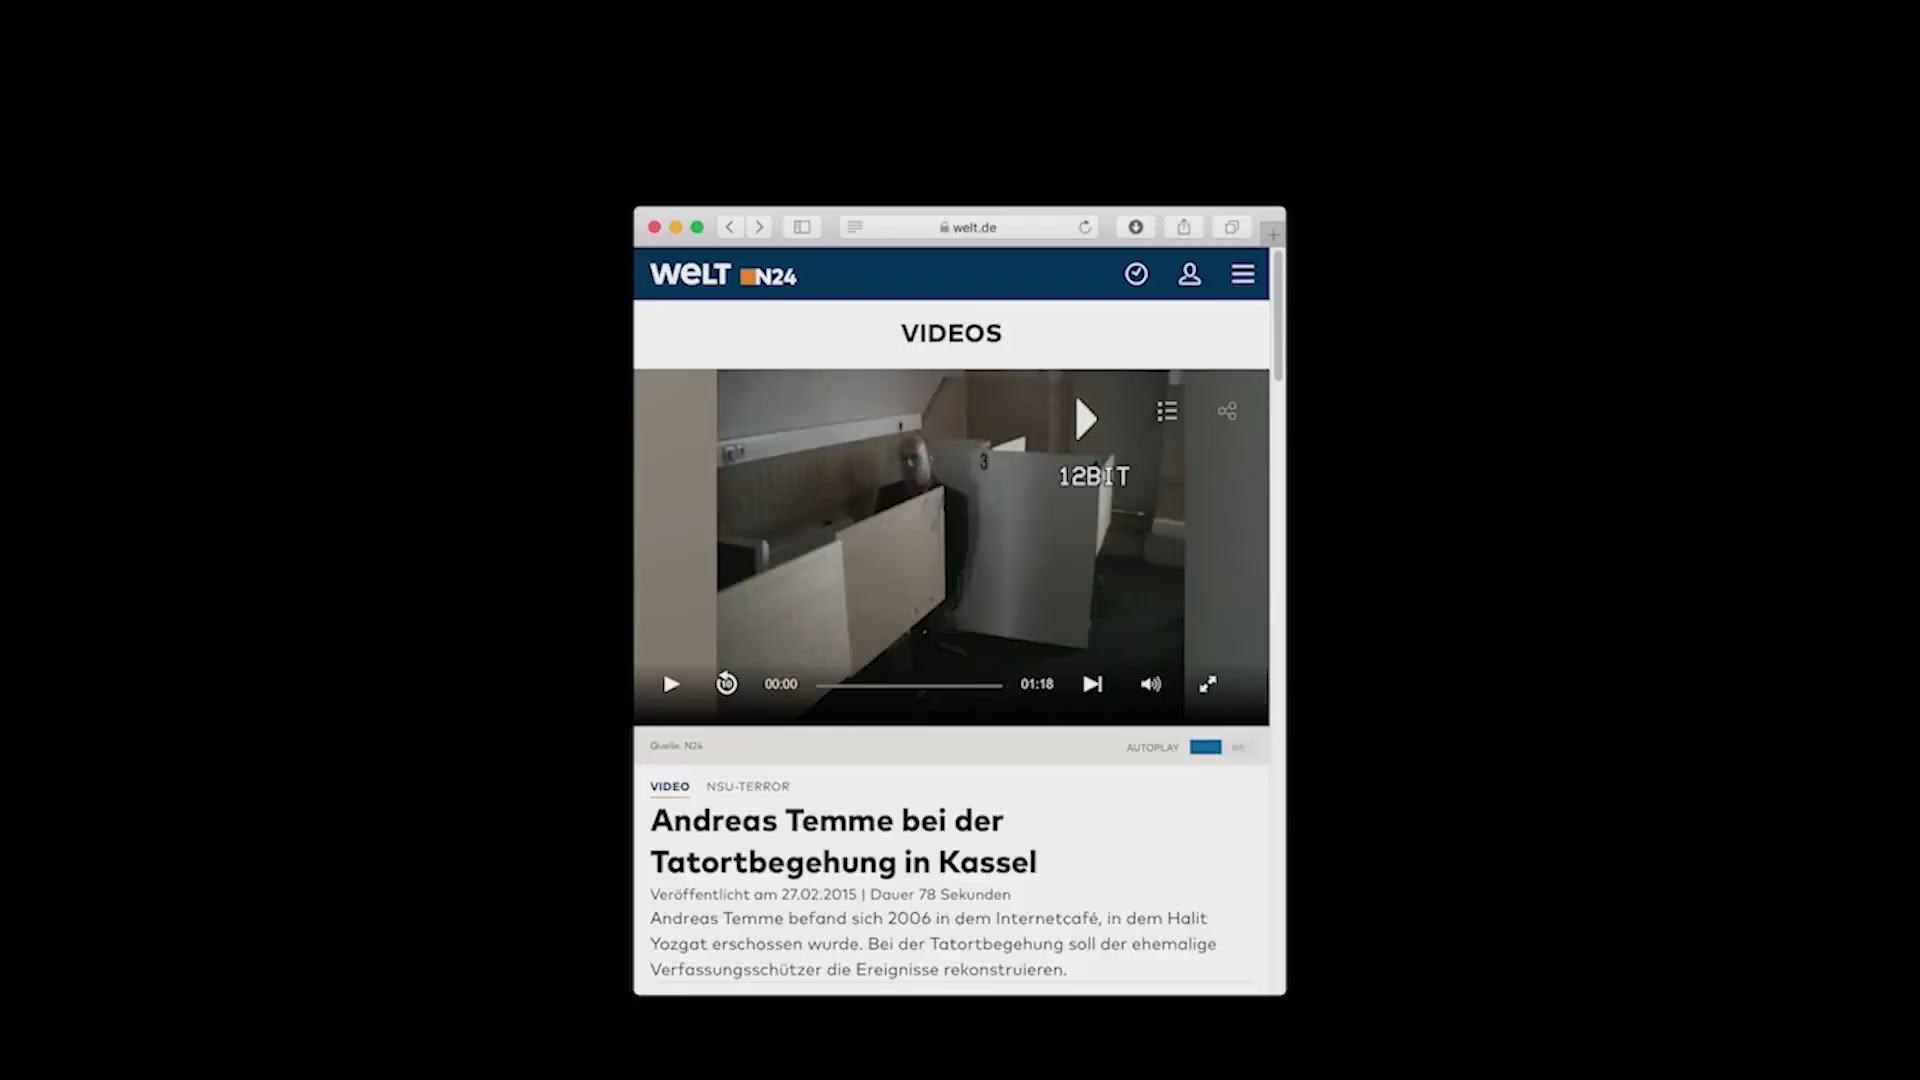 welt.de
WELT N24
VIDEOS
3
12BIT
10
00:00
01:18
Quelle: N24
AUTOPLAY
on
VIDEO NSU-TERROR
Andreas Temme bei der
Tatortbegehung in Kassel
Veröffentlicht am 27.02.2015 | Dauer 78 Sekunden
Andreas Temme befand sich 2006 in dem Internetcafé, in dem Halit
Yozgat erschossen wurde. Bei der Tatortbegehung soll der ehemalige
Verfassungsschützer die Ereignisse rekonstruieren.